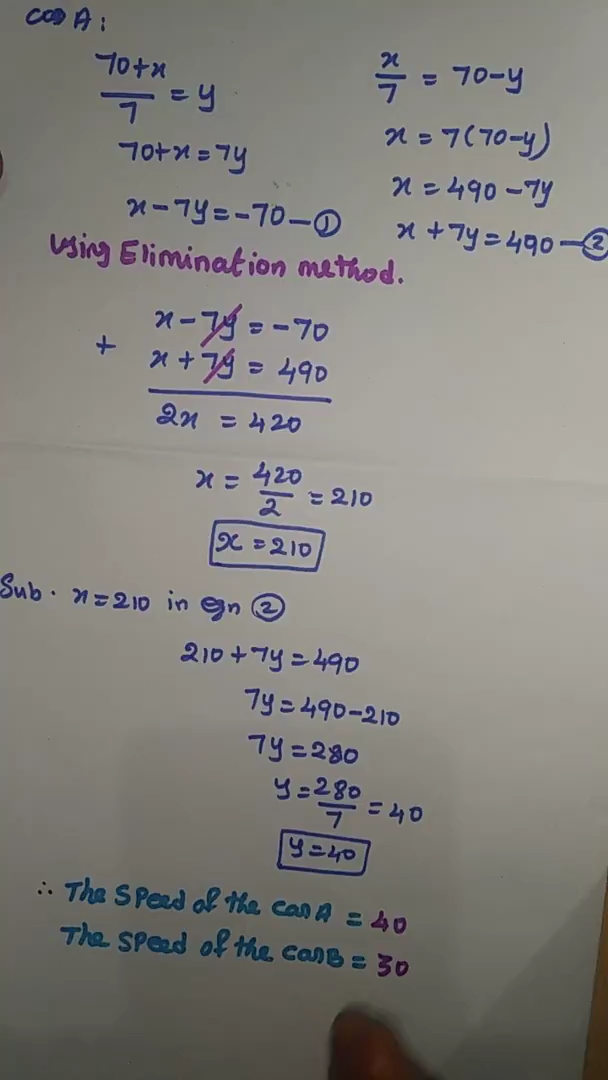 car A:
70+x/7 = y
70+x = 7y
x - 7y = -70 - ①
x/7 = 70-y
x = 7(70-y)
x = 490 - 7y
x + 7y = 490 - ②
Using Elimination method.
x - 7y = -70
+
x + 7y = 490
2x = 420
x = 420/2 = 210
x = 210
Sub. x=210 in eqn ②
210 + 7y = 490
7y = 490 - 210
7y = 280
y = 280/7 = 40
y = 40
∴ The Speed of the car A = 40
The speed of the car B = 30